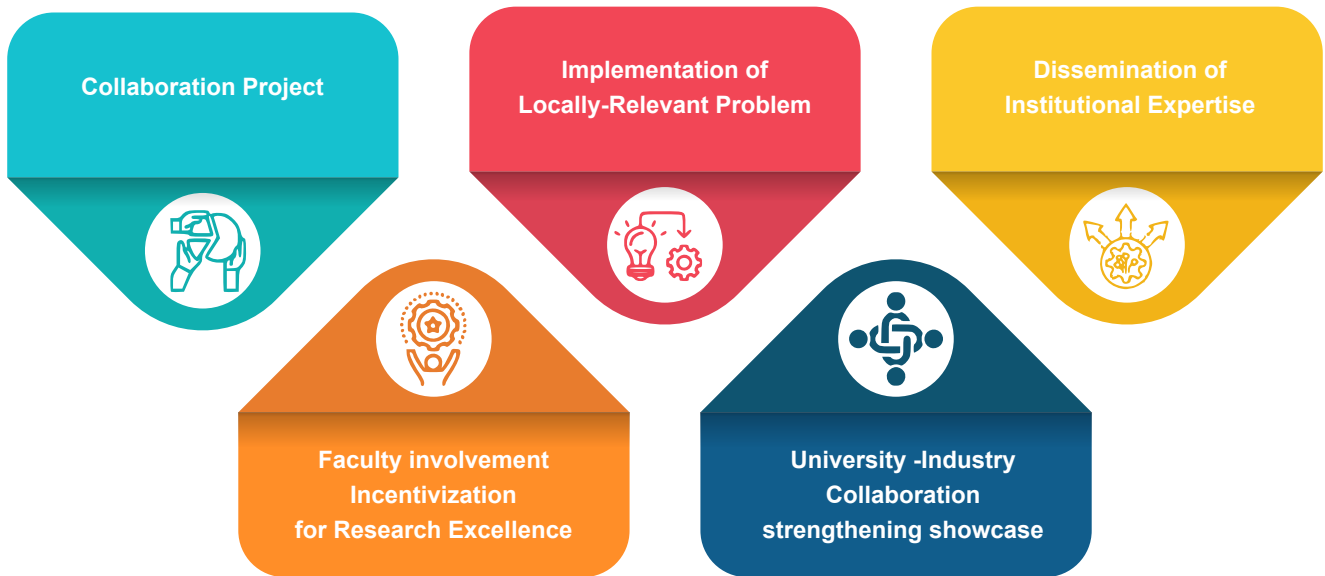 Collaboration Project
Implementation of
Locally-Relevant Problem
Dissemination of
Institutional Expertise
Faculty involvement
Incentivization
for Research Excellence
University -Industry
Collaboration
strengthening showcase